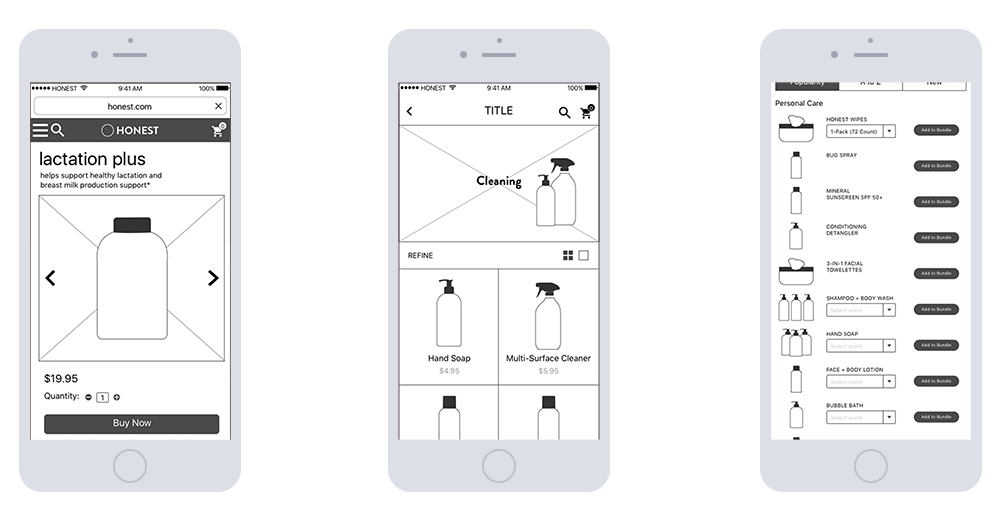 HONEST 9:41 AM 100%
honest.com
HONEST
0
lactation plus
helps support healthy lactation and
breast milk production support*
$19.95
Quantity: 1
Buy Now
HONEST 9:41 AM 100%
TITLE
0
Cleaning
REFINE
Hand Soap
$4.95
Multi-Surface Cleaner
$5.95
Popularity A to Z New
Personal Care
HONEST WIPES
1-Pack (72 Count)
Add to Bundle
BUG SPRAY
Add to Bundle
MINERAL
SUNSCREEN SPF 50+
Add to Bundle
CONDITIONING
DETANGLER
Add to Bundle
3-IN-1 FACIAL
TOWELETTES
Add to Bundle
SHAMPOO + BODY WASH
Select scent
Add to Bundle
HAND SOAP
Select scent
Add to Bundle
FACE + BODY LOTION
Select scent
Add to Bundle
BUBBLE BATH
Select scent
Add to Bundle